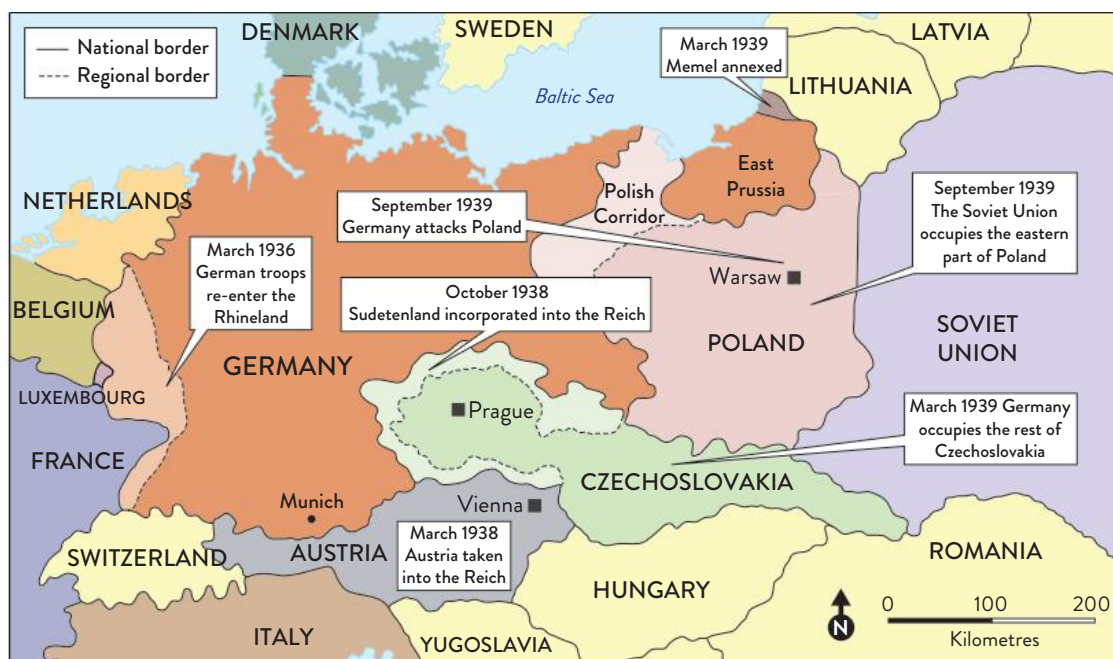 National border
Regional border
DENMARK
SWEDEN
LATVIA
March 1939
Memel annexed
LITHUANIA
Baltic Sea
East
Prussia
Polish
Corridor
NETHERLANDS
September 1939
Germany attacks Poland
September 1939
The Soviet Union
occupies the eastern
part of Poland
March 1936
German troops
re-enter the
Rhineland
Warsaw
BELGIUM
October 1938
Sudetenland incorporated into the Reich
POLAND
SOVIET
UNION
GERMANY
LUXEMBOURG
Prague
March 1939 Germany
occupies the rest of
Czechoslovakia
FRANCE
CZECHOSLOVAKIA
Munich
Vienna
SWITZERLAND
AUSTRIA
March 1938
Austria taken
into the Reich
ROMANIA
HUNGARY
N
0 100 200
Kilometres
ITALY
YUGOSLAVIA